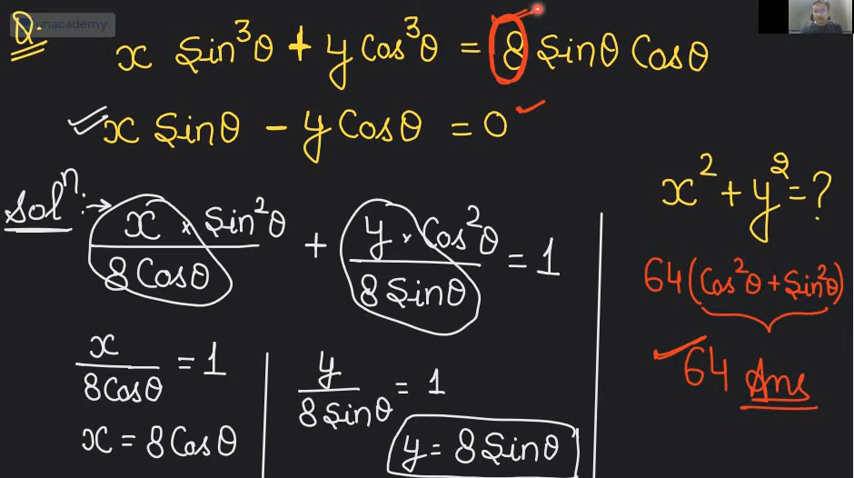 unacademy
Q.
x Sin³θ + y Cos³θ = 8 Sinθ Cosθ
x Sinθ − y Cosθ = 0
x² + y² = ?
Solⁿ :→ x × Sin²θ / 8 Cosθ + y × Cos²θ / 8 Sinθ = 1
64 (Cos²θ + Sin²θ)
64 Ans
x / 8 Cosθ = 1
x = 8 Cosθ
y / 8 Sinθ = 1
y = 8 Sinθ